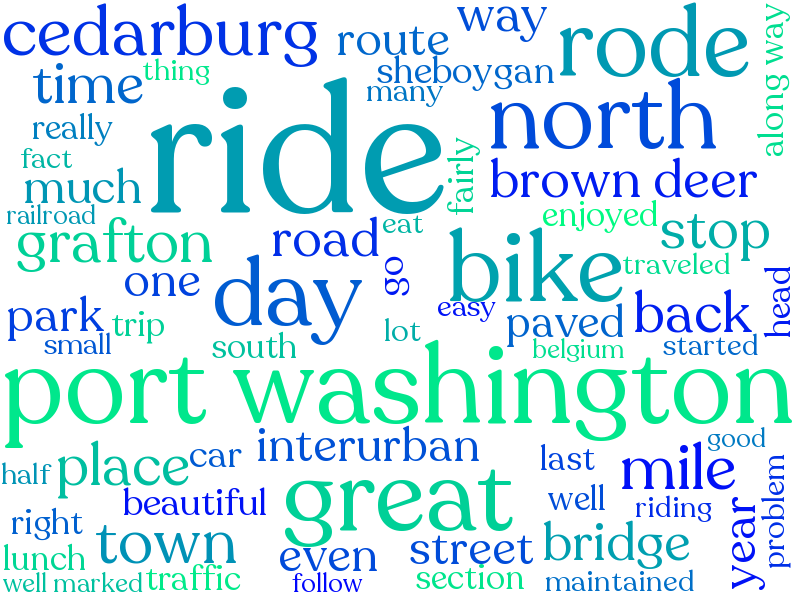 cedarburg
route
way
rode
along way
time
thing
sheboygan
many
north
really
ride
fact
much
fairly
brown deer
railroad
enjoyed
grafton
road
eat
stop
bike
one
day
go
traveled
head
park
trip
easy
paved
back
small
south
lot
belgium
started
port washington
interurban
good
place
car
last
mile
half
great
problem
beautiful
well
riding
year
right
town
even
street
bridge
lunch
section
well marked
traffic
follow
maintained